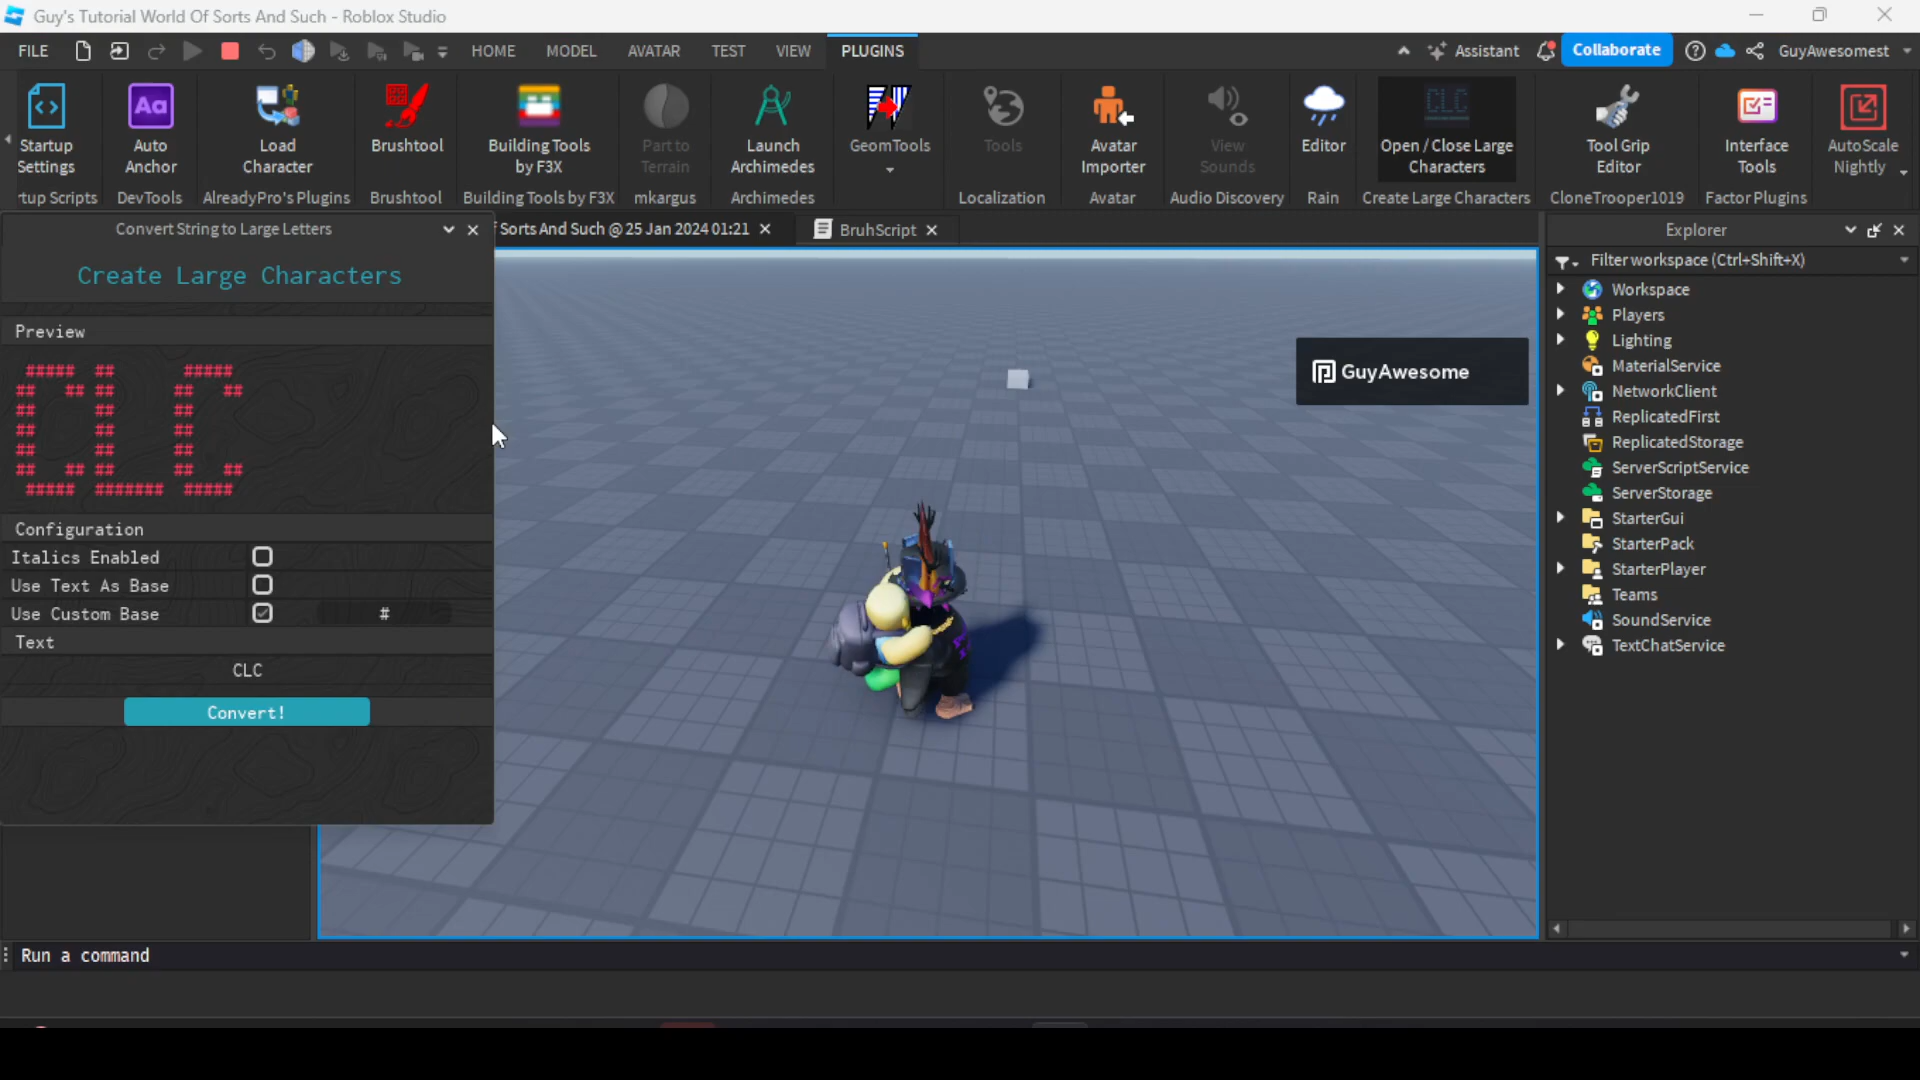 Guy's Tutorial World Of Sorts And Such - Roblox Studio
FILE HOME MODEL AVATAR TEST VIEW PLUGINS Assistant Collaborate GuyAwesomest
Startup Settings
Auto Anchor
Load Character
Brushtool
Building Tools by F3X
Part to Terrain
Launch Archimedes
GeomTools
Tools
Avatar Importer
View Sounds
Editor
CLC
Open / Close Large Characters
Tool Grip Editor
Interface Tools
AutoScale Nightly
tup Scripts DevTools AlreadyPro's Plugins Brushtool Building Tools by F3X mkargus Archimedes Localization Avatar Audio Discovery Rain Create Large Characters CloneTrooper1019 Factor Plugins
Convert String to Large Letters
Sorts And Such @ 25 Jan 2024 01:21
BruhScript
Explorer
Create Large Characters
Filter workspace (Ctrl+Shift+X)
Preview
 ##### ##       #####
##   ## ##      ##   ##
##      ##      ##
##      ##      ##
##      ##      ##
##   ## ##      ##   ##
 ##### ####### #####
Configuration
Italics Enabled
Use Text As Base
Use Custom Base #
Text
CLC
Convert!
GuyAwesome
Workspace
Players
Lighting
MaterialService
NetworkClient
ReplicatedFirst
ReplicatedStorage
ServerScriptService
ServerStorage
StarterGui
StarterPack
StarterPlayer
Teams
SoundService
TextChatService
Run a command